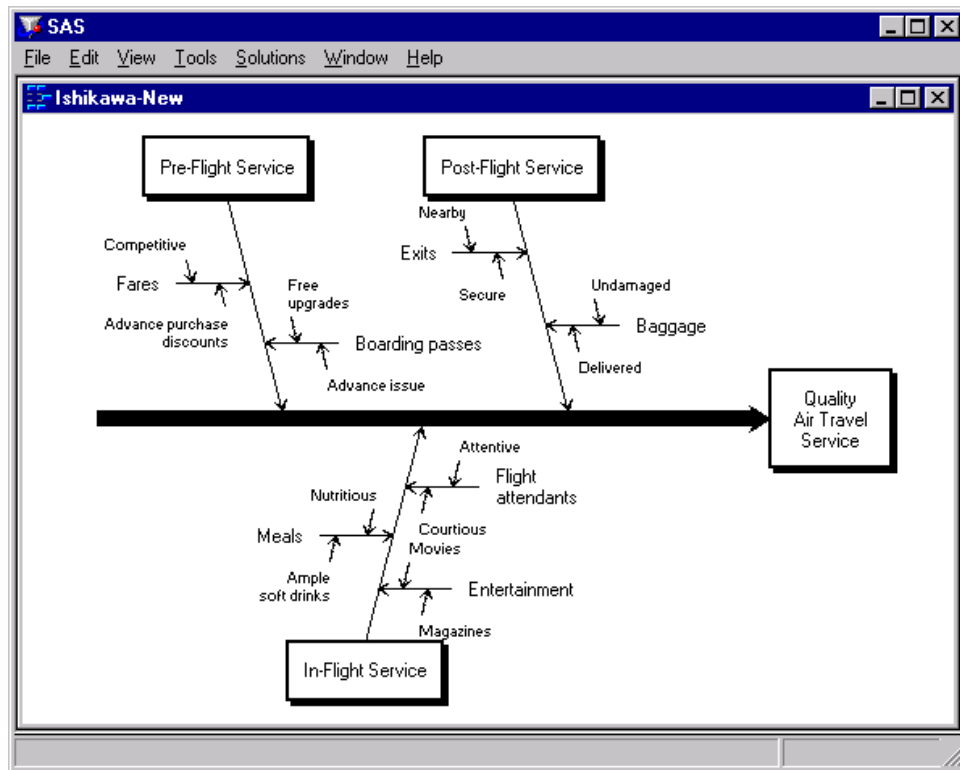 SAS
File Edit View Tools Solutions Window Help
Ishikawa-New
Pre-Flight Service
Post-Flight Service
Competitive
Fares
Advance purchase
discounts
Free
upgrades
Boarding passes
Advance issue
Nearby
Exits
Secure
Undamaged
Baggage
Delivered
Quality
Air Travel
Service
Attentive
Flight
attendants
Courtious
Nutritious
Meals
Ample
soft drinks
Movies
Entertainment
Magazines
In-Flight Service